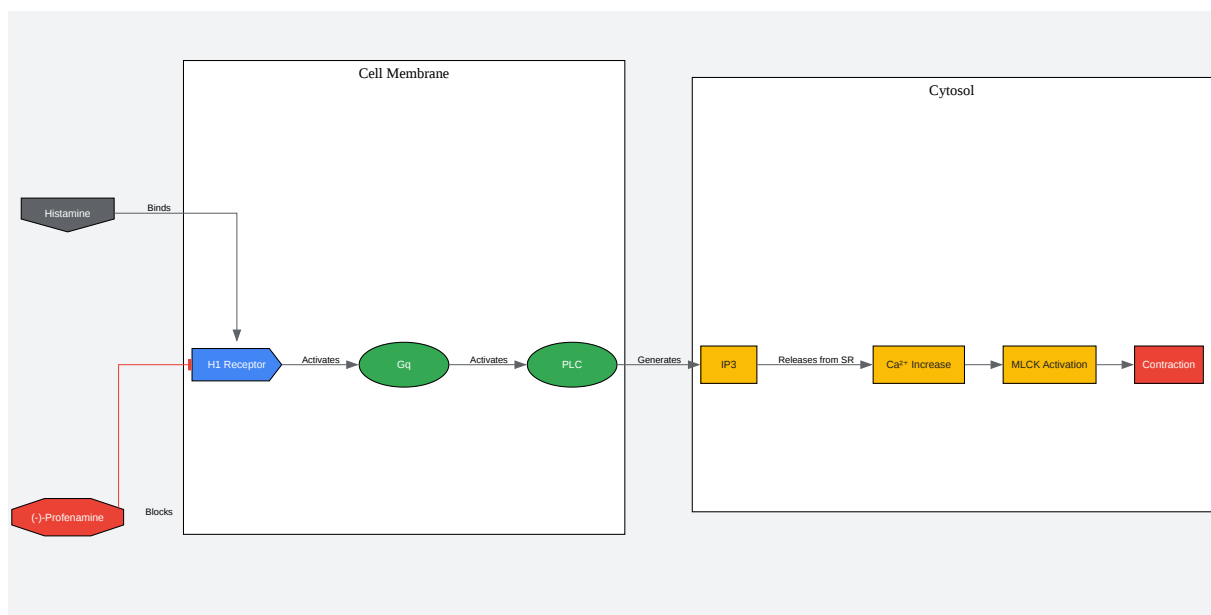 Cell Membrane
Cytosol
Histamine
Binds
H1 Receptor
Activates
Gq
Activates
PLC
Generates
IP3
Releases from SR
Ca²⁺ Increase
MLCK Activation
Contraction
(-)-Profenamine
Blocks